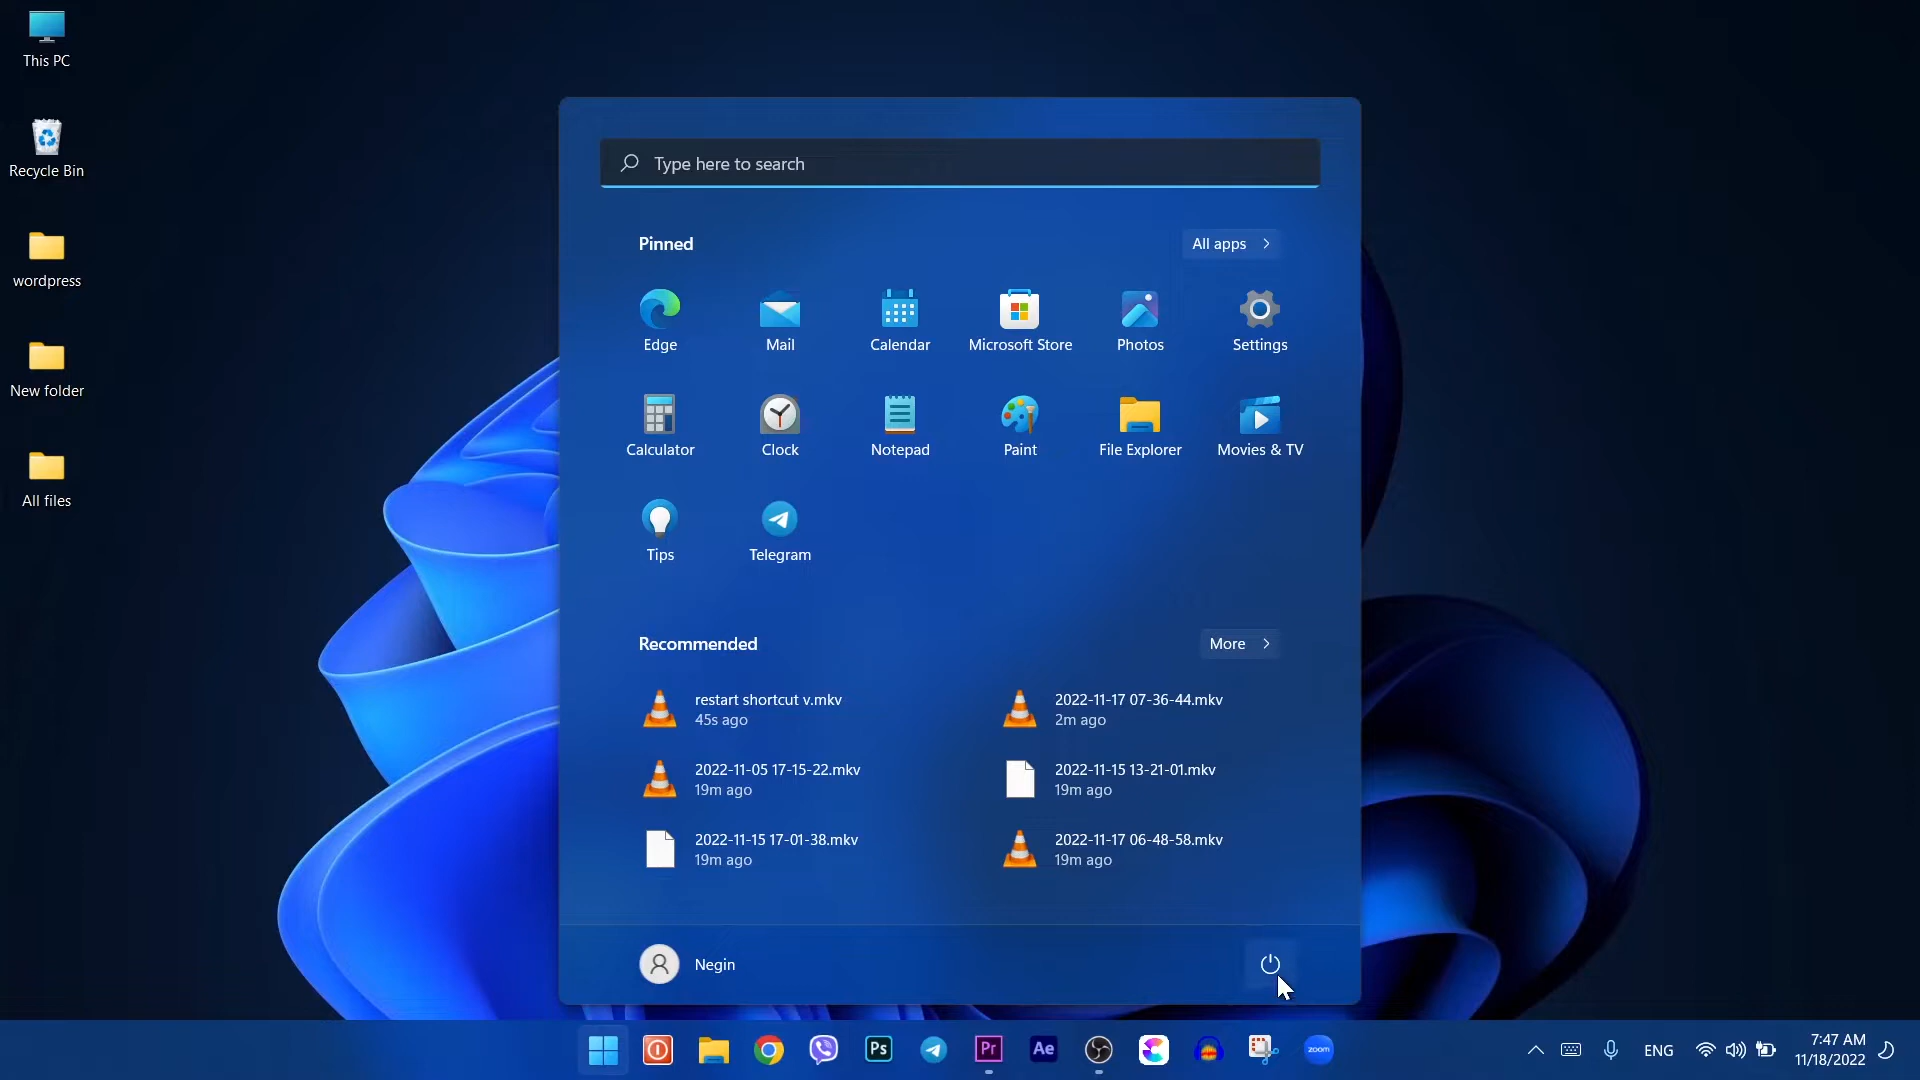 This PC
Recycle Bin
wordpress
New folder
All files
Type here to search
Pinned
All apps
Edge
Mail
Calendar
Microsoft Store
Photos
Settings
Calculator
Clock
Notepad
Paint
File Explorer
Movies & TV
Tips
Telegram
Recommended
More
restart shortcut v.mkv
45s ago
2022-11-17 07-36-44.mkv
2m ago
2022-11-05 17-15-22.mkv
19m ago
2022-11-15 13-21-01.mkv
19m ago
2022-11-15 17-01-38.mkv
19m ago
2022-11-17 06-48-58.mkv
19m ago
Negin
Ps
Pr
Ae
zoom
ENG
7:47 AM
11/18/2022